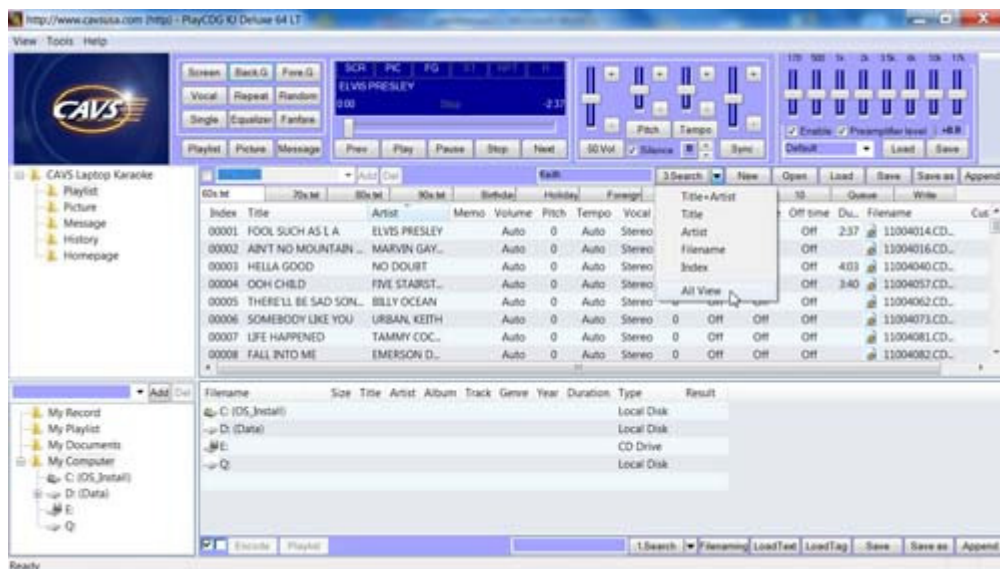 http://www.cavsusa.com (http) - PlayCDG KJ Deluxe 64 LT
View Tools Help
CAVS
Screen Back.G Fore.G
Vocal Repeat Random
Single Equalizer Fanfare
Playlist Picture Message
SCR PIC FG
ELVIS PRESLEY
0:00 Stop -2:37
Prev Play Pause Stop Next
Pitch Tempo
50 Vol Silence Sync
Enable Preamplifier level
Default Load Save
CAVS Laptop Karaoke
Playlist
Picture
Message
History
Homepage
Add Del Keith 3.Search New Open Load Save Save as Append
60s.txt 70s.txt 80s.txt 90s.txt Birthday Holiday Foreign 10 Queue Write
Index Title Artist Memo Volume Pitch Tempo Vocal Off time Du... Filename
00001 FOOL SUCH AS I, A ELVIS PRESLEY Auto 0 Auto Stereo Off 2:37 11004014.CD...
00002 AIN'T NO MOUNTAIN ... MARVIN GAY... Auto 0 Auto Stereo Off 11004016.CD...
00003 HELLA GOOD NO DOUBT Auto 0 Auto Stereo Off 4:03 11004040.CD...
00004 OOH CHILD FIVE STAIRST... Auto 0 Auto Stereo Off 3:40 11004057.CD...
00005 THERE'LL BE SAD SON... BILLY OCEAN Auto 0 Auto Stereo 0 Off Off Off 11004062.CD...
00006 SOMEBODY LIKE YOU URBAN, KEITH Auto 0 Auto Stereo 0 Off Off Off 11004073.CD...
00007 LIFE HAPPENED TAMMY COC... Auto 0 Auto Stereo 0 Off Off Off 11004081.CD...
00008 FALL INTO ME EMERSON D... Auto 0 Auto Stereo 0 Off Off Off 11004082.CD...
Title+Artist
Title
Artist
Filename
Index
All View
Add Del
My Record
My Playlist
My Documents
My Computer
C: (OS_Install)
D: (Data)
E:
Q:
Filename Size Title Artist Album Track Genre Year Duration Type Result
C: (OS_Install) Local Disk
D: (Data) Local Disk
E: CD Drive
Q: Local Disk
Encode Playlist 1.Search Filenaming LoadText LoadTag Save Save as Append
Ready